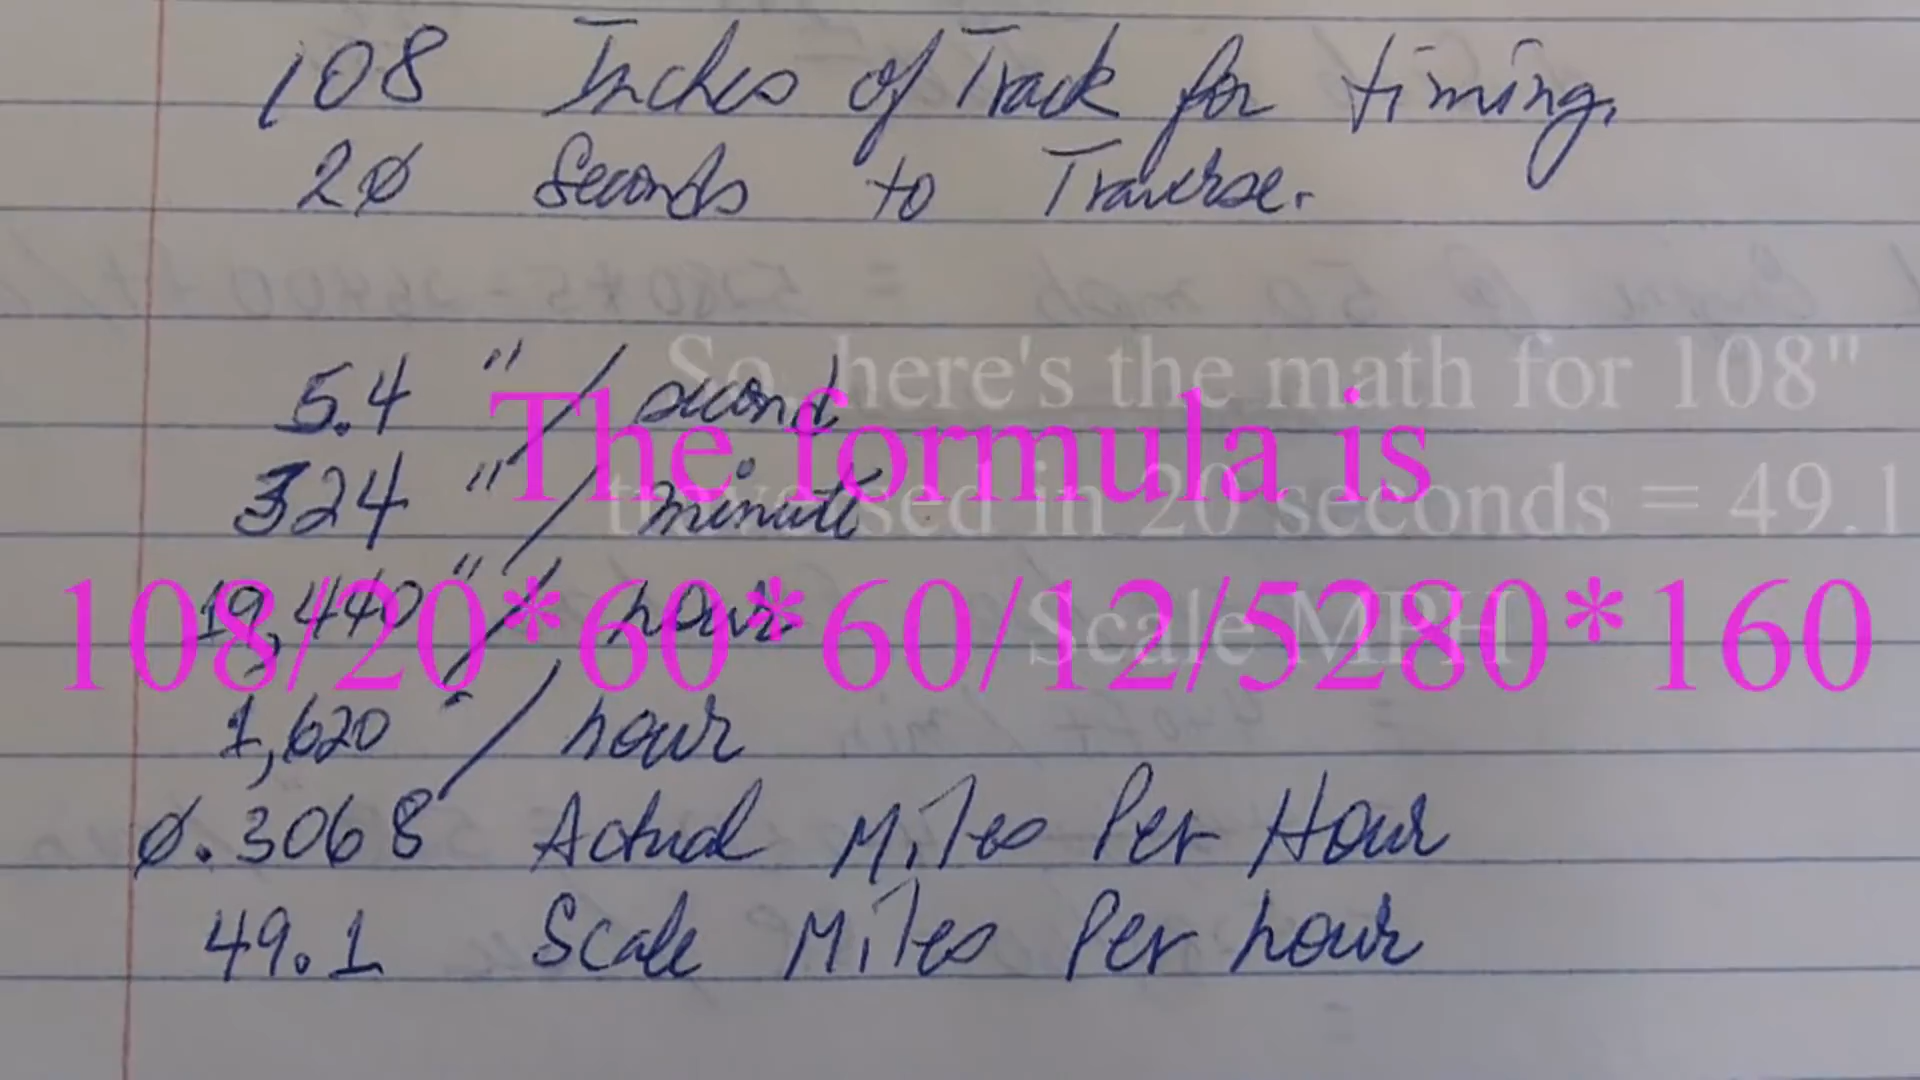 108 Inches of Track for timing.
20 Seconds to Traverse.
5.4 "/second
324 "/minute
19,440 "/hour
1,620 '/hour
0.3068 Actual Miles Per Hour
49.1 Scale Miles Per hour
So, here's the math for 108"
traversed in 20 seconds = 49.1
Scale MPH
The formula is
108/20*60*60/12/5280*160